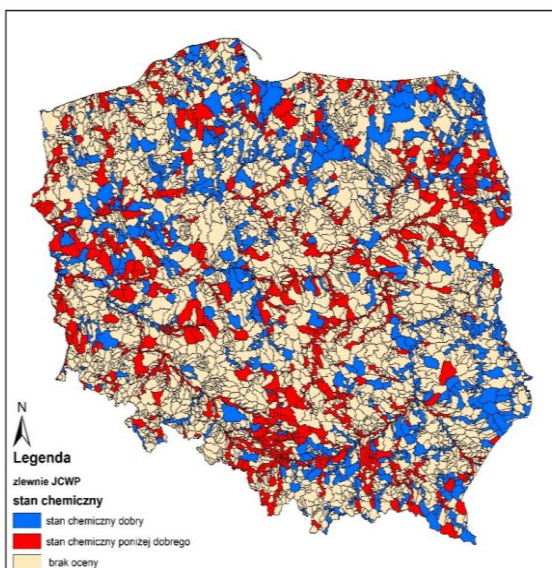 N
Legenda
zlewnie JCWP
stan chemiczny
stan chemiczny dobry
stan chemiczny poniżej dobrego
brak oceny